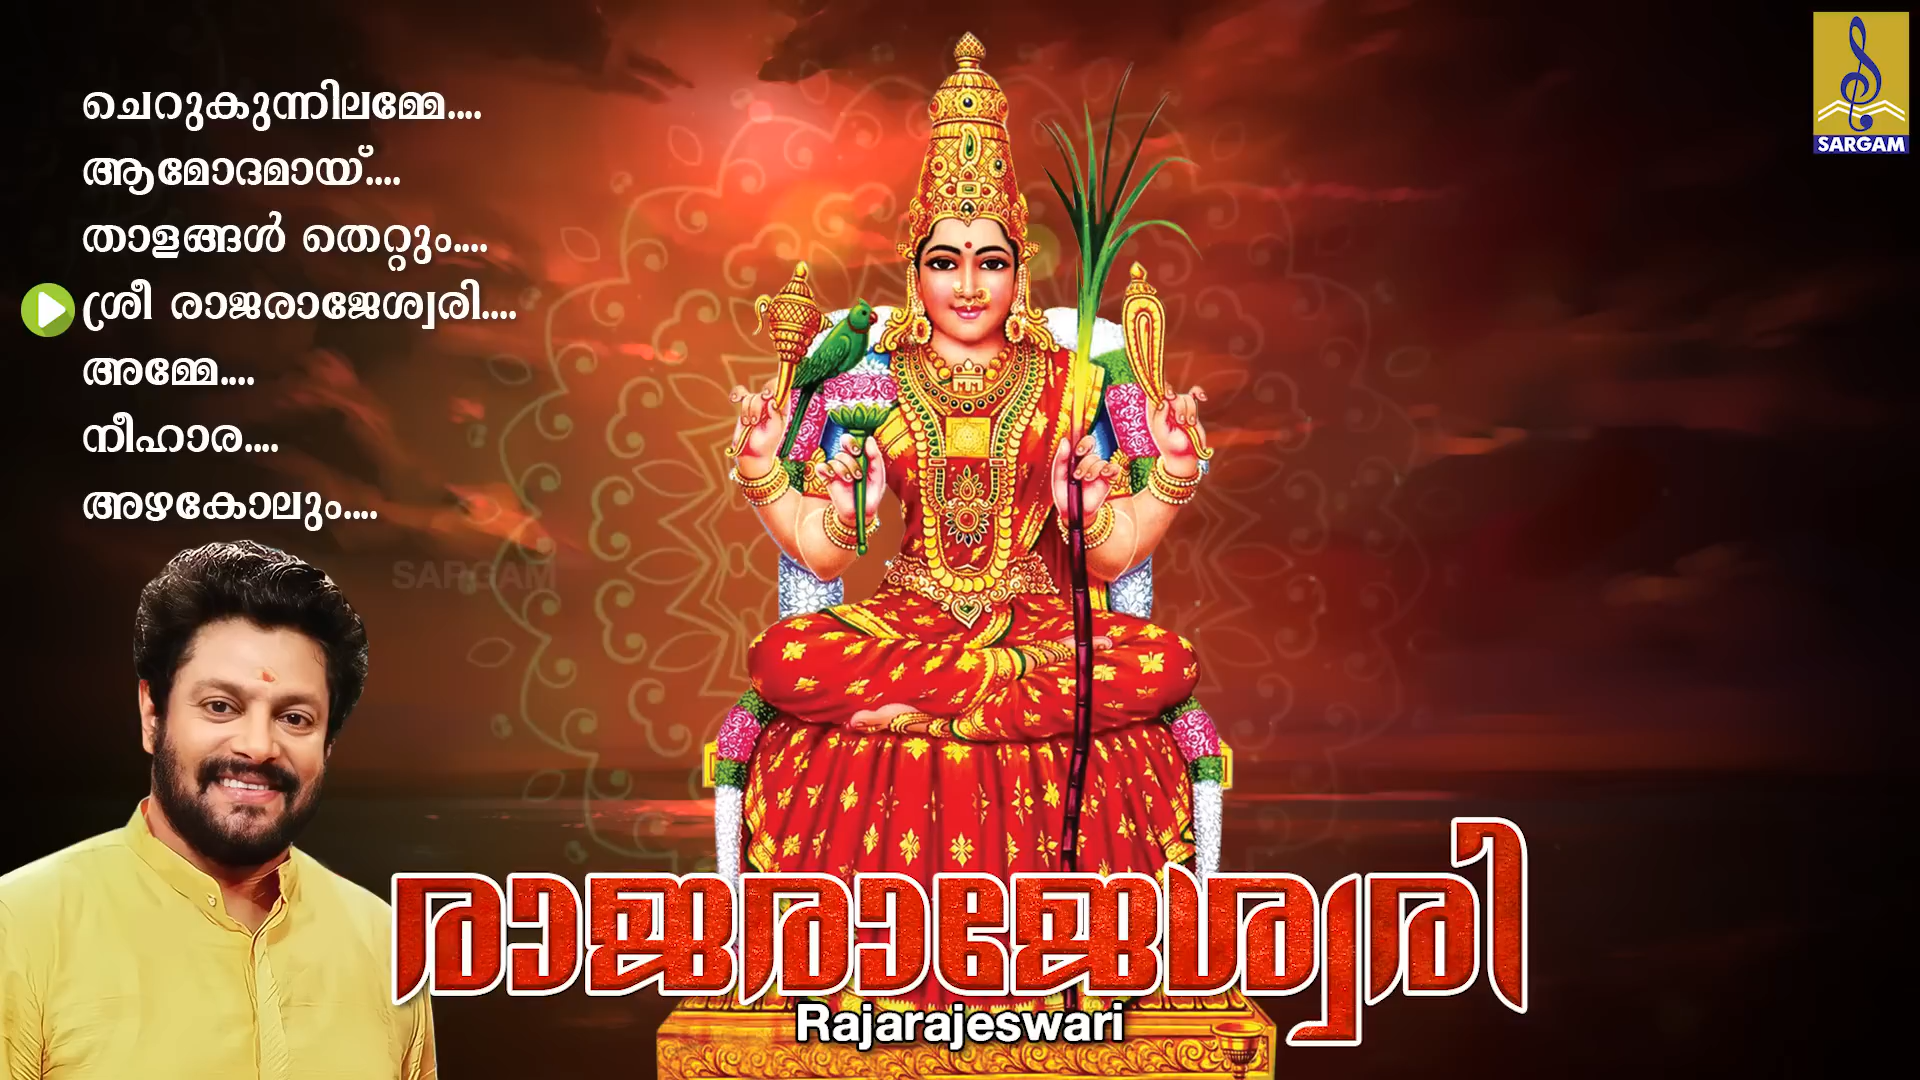 ചെറുകുന്നിലമ്മേ....
ആമോദമായ്....
താളങ്ങൾ തെറ്റും....
ശ്രീ രാജരാജേശ്വരി....
അമ്മേ....
നീഹാര....
അഴകോലും....
SARGAM
SARGAM
രാജരാജേശ്വരി
Rajarajeswari